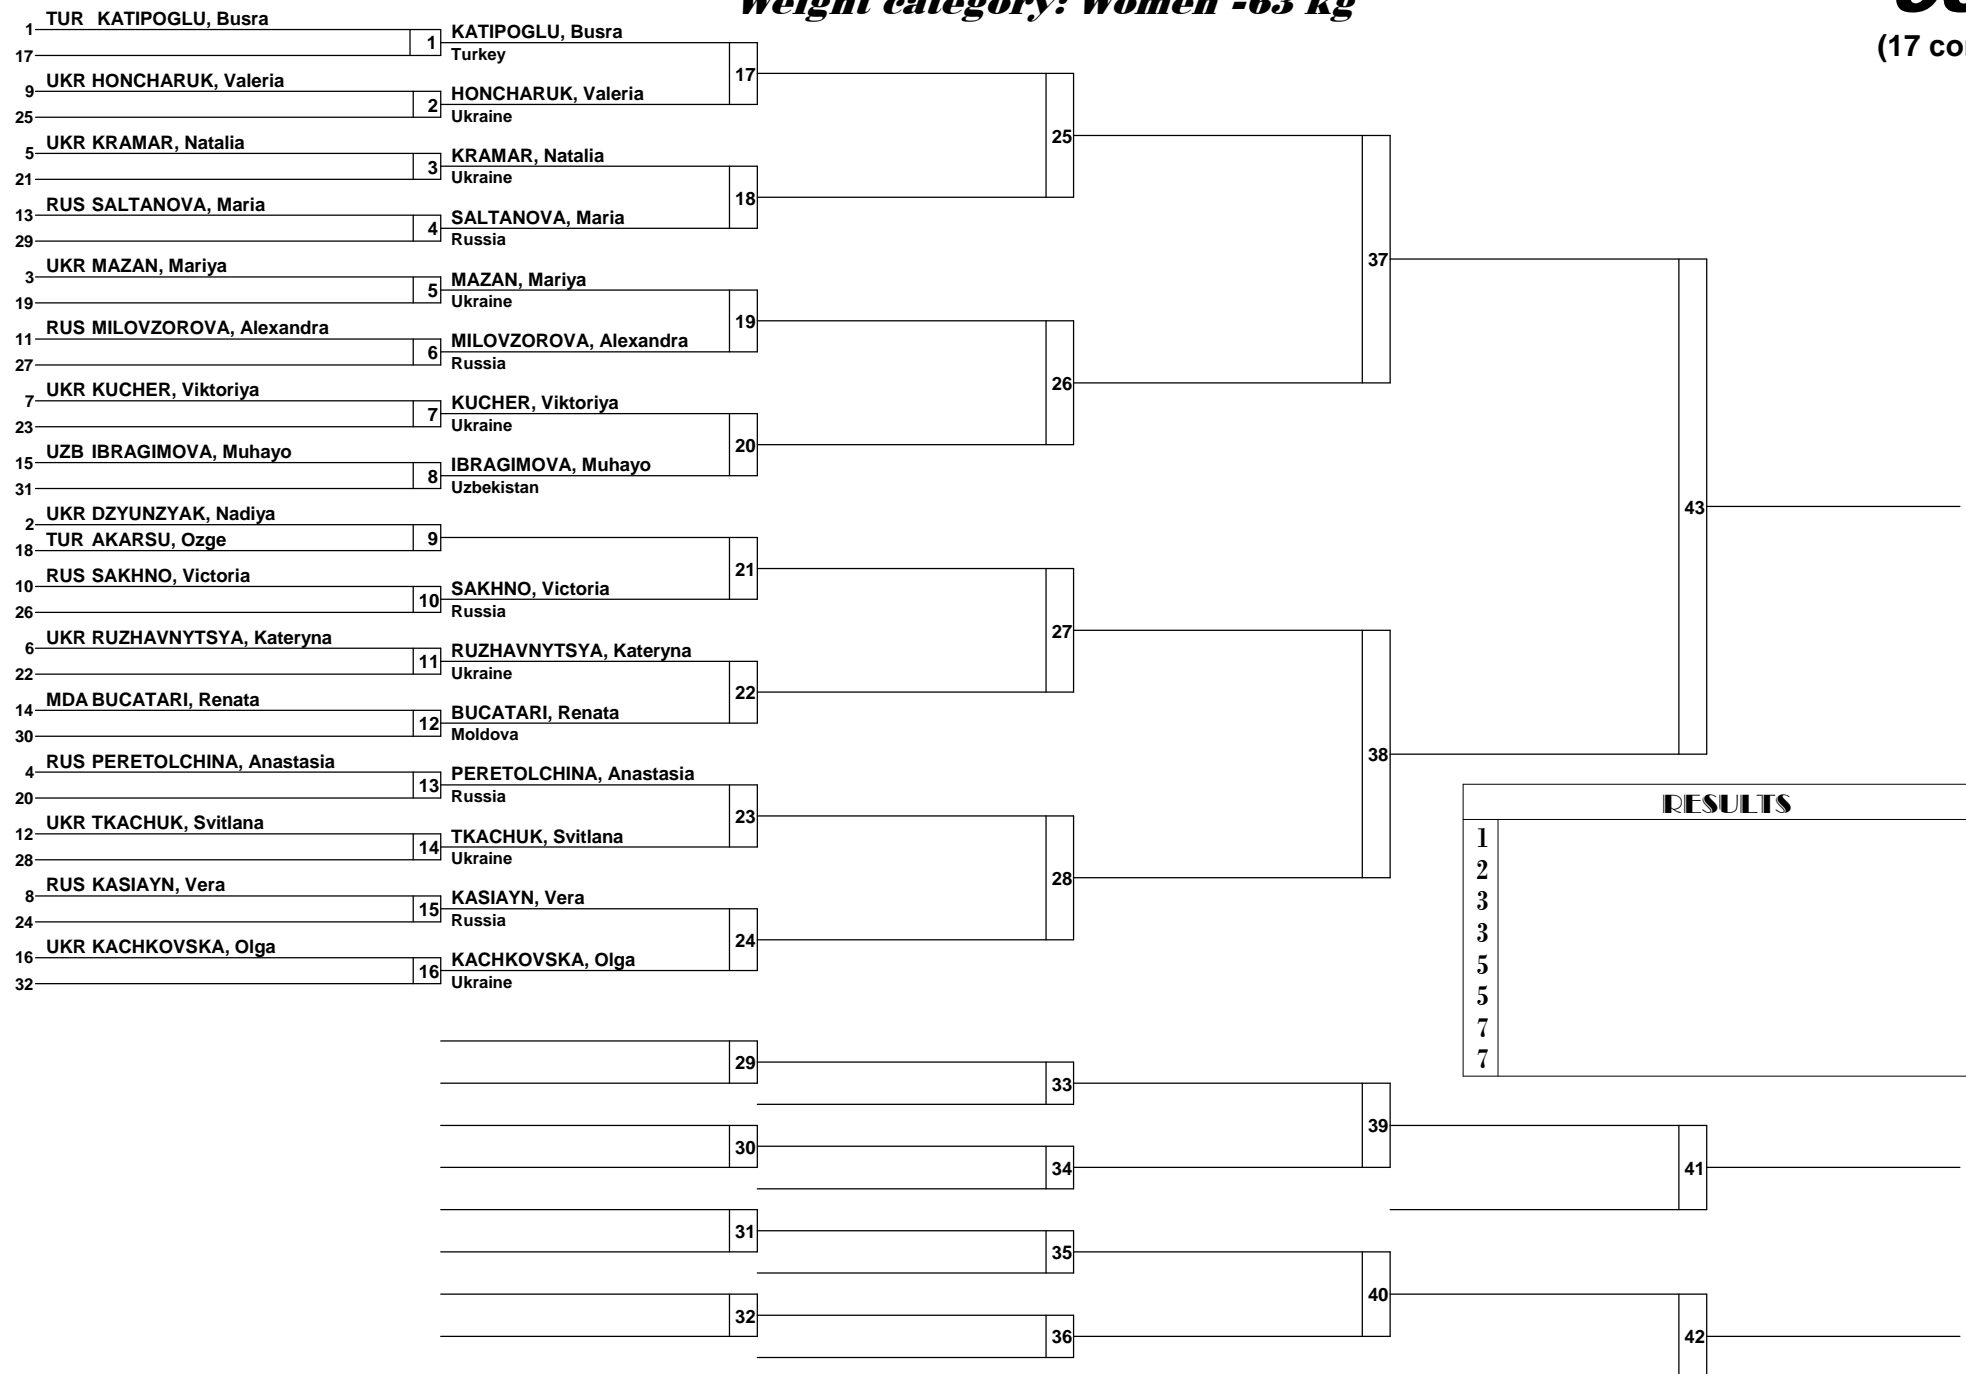 Weight category: Women -63 kg
(17
1 TUR KATIPOGLU, Busra
17
1 KATIPOGLU, Busra
Turkey
9 UKR HONCHARUK, Valeria
25
2 HONCHARUK, Valeria
Ukraine
17
5 UKR KRAMAR, Natalia
21
3 KRAMAR, Natalia
Ukraine
13 RUS SALTANOVA, Maria
29
4 SALTANOVA, Maria
Russia
18
25
3 UKR MAZAN, Mariya
19
5 MAZAN, Mariya
Ukraine
11 RUS MILOVZOROVA, Alexandra
27
6 MILOVZOROVA, Alexandra
Russia
19
7 UKR KUCHER, Viktoriya
23
7 KUCHER, Viktoriya
Ukraine
15 UZB IBRAGIMOVA, Muhayo
31
8 IBRAGIMOVA, Muhayo
Uzbekistan
20
26
37
2 UKR DZYUNZYAK, Nadiya
18 TUR AKARSU, Ozge
9
10 RUS SAKHNO, Victoria
26
10 SAKHNO, Victoria
Russia
21
6 UKR RUZHAVNYTSYA, Kateryna
22
11 RUZHAVNYTSYA, Kateryna
Ukraine
14 MDA BUCATARI, Renata
30
12 BUCATARI, Renata
Moldova
22
27
4 RUS PERETOLCHINA, Anastasia
20
13 PERETOLCHINA, Anastasia
Russia
12 UKR TKACHUK, Svitlana
28
14 TKACHUK, Svitlana
Ukraine
23
8 RUS KASIAYN, Vera
24
15 KASIAYN, Vera
Russia
16 UKR KACHKOVSKA, Olga
32
16 KACHKOVSKA, Olga
Ukraine
24
28
38
43
RESULTS
1
2
3
3
5
5
7
7
29
33
30
34
39
41
31
35
32
36
40
42